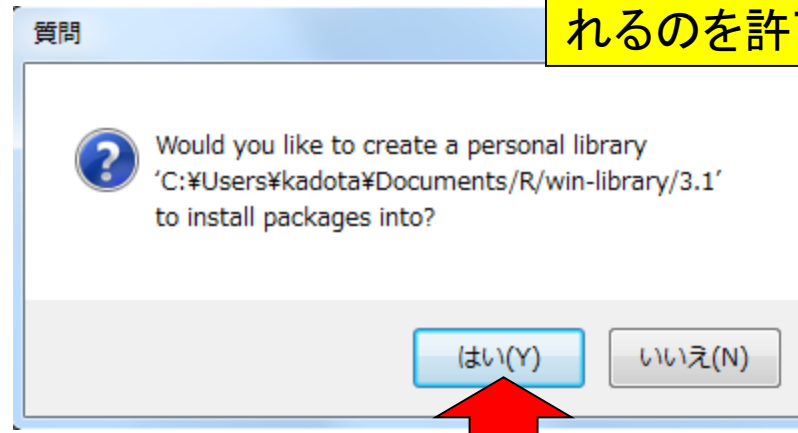 れるのを許
質問
Would you like to create a personal library
‘C:¥Users¥kadota¥Documents/R/win-library/3.1’
to install packages into?
はい(Y)
いいえ(N)